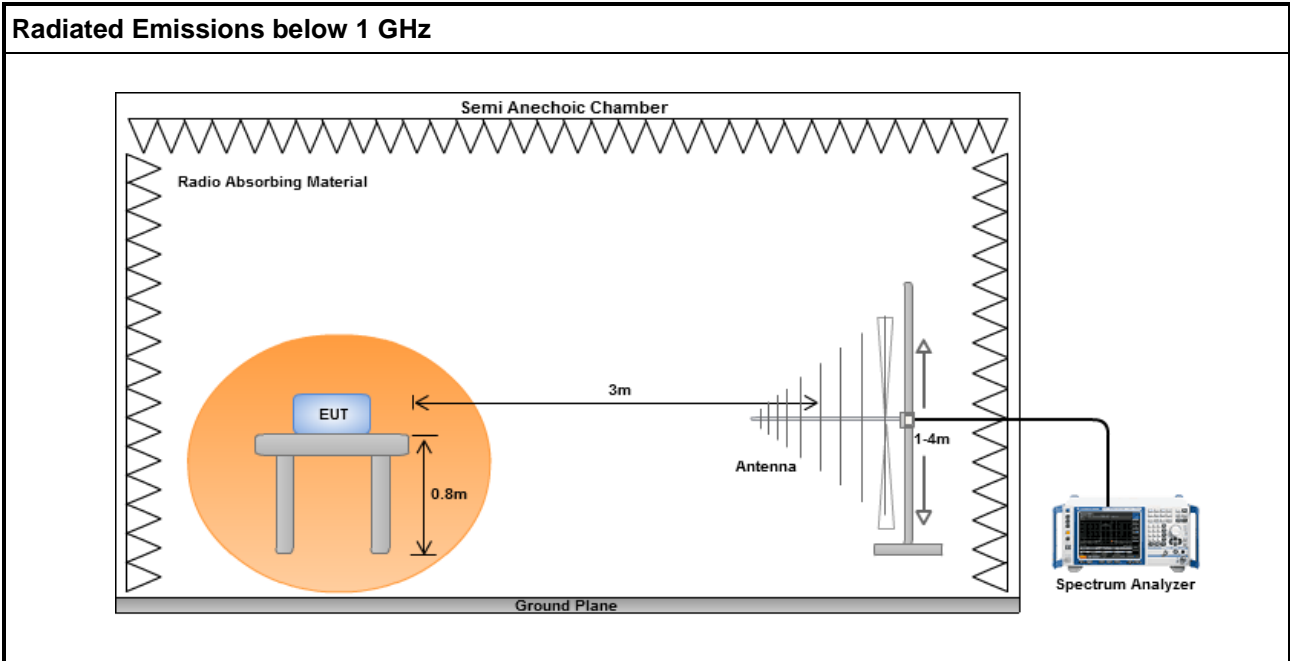 Radiated Emissions below 1 GHz
Semi Anechoic Chamber
Radio Absorbing Material
3m
EUT
1-4m
Antenna
0.8m
Spectrum Analyzer
Ground Plane